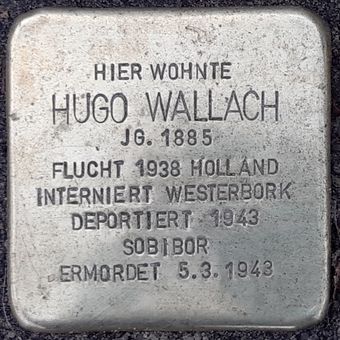 HIER WOHNTE
HUGO WALLACH
JG. 1885
FLUCHT 1938 HOLLAND
INTERNIERT WESTERBORK
DEPORTIERT 1943
SOBIBOR
ERMORDET 5.3.1943